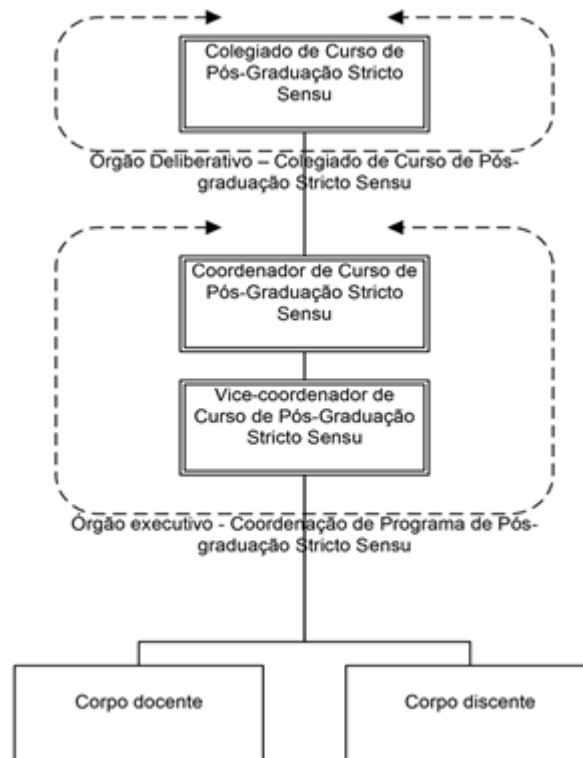 Colegiado de Curso de
Pós-Graduação Stricto
Sensu
Órgão Deliberativo – Colegiado de Curso de Pós-
graduação Stricto Sensu
Coordenador de Curso de
Pós-Graduação Stricto
Sensu
Vice-coordenador de
Curso de Pós-Graduação
Stricto Sensu
Órgão executivo - Coordenação de Programa de Pós-
graduação Stricto Sensu
Corpo docente
Corpo discente